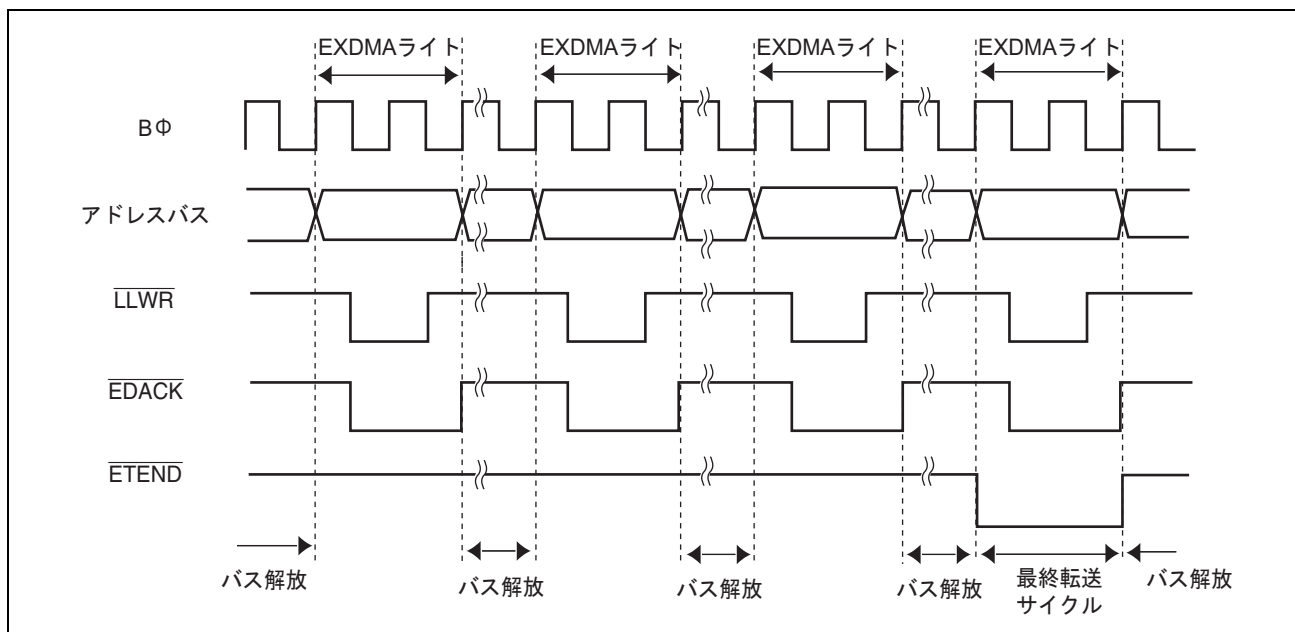 EXDMAライト EXDMAライト EXDMAライト EXDMAライト
BΦ
アドレスバス
LLWR
EDACK
ETEND
バス解放 バス解放 バス解放 バス解放 最終転送 バス解放
サイクル